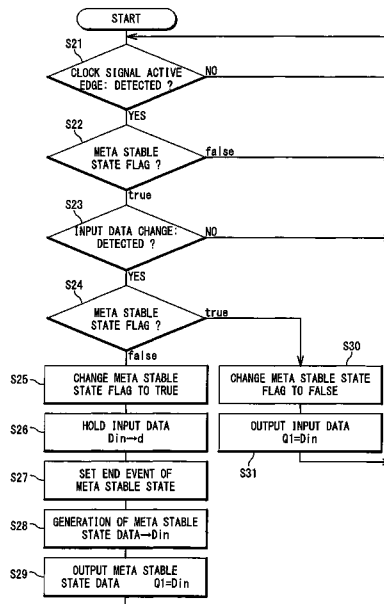 START
S21
CLOCK SIGNAL ACTIVE
EDGE: DETECTED ?
NO
YES
S22
META STABLE
STATE FLAG ?
false
true
S23
INPUT DATA CHANGE:
DETECTED ?
NO
YES
S24
META STABLE
STATE FLAG ?
true
false
S25
CHANGE META STABLE
STATE FLAG TO TRUE
S30
CHANGE META STABLE STATE
FLAG TO FALSE
S26
HOLD INPUT DATA
Din→d
OUTPUT INPUT DATA
Q1=Din
S31
S27
SET END EVENT OF
META STABLE STATE
S28
GENERATION OF META STABLE
STATE DATA→Din
S29
OUTPUT META STABLE
STATE DATA Q1=Din